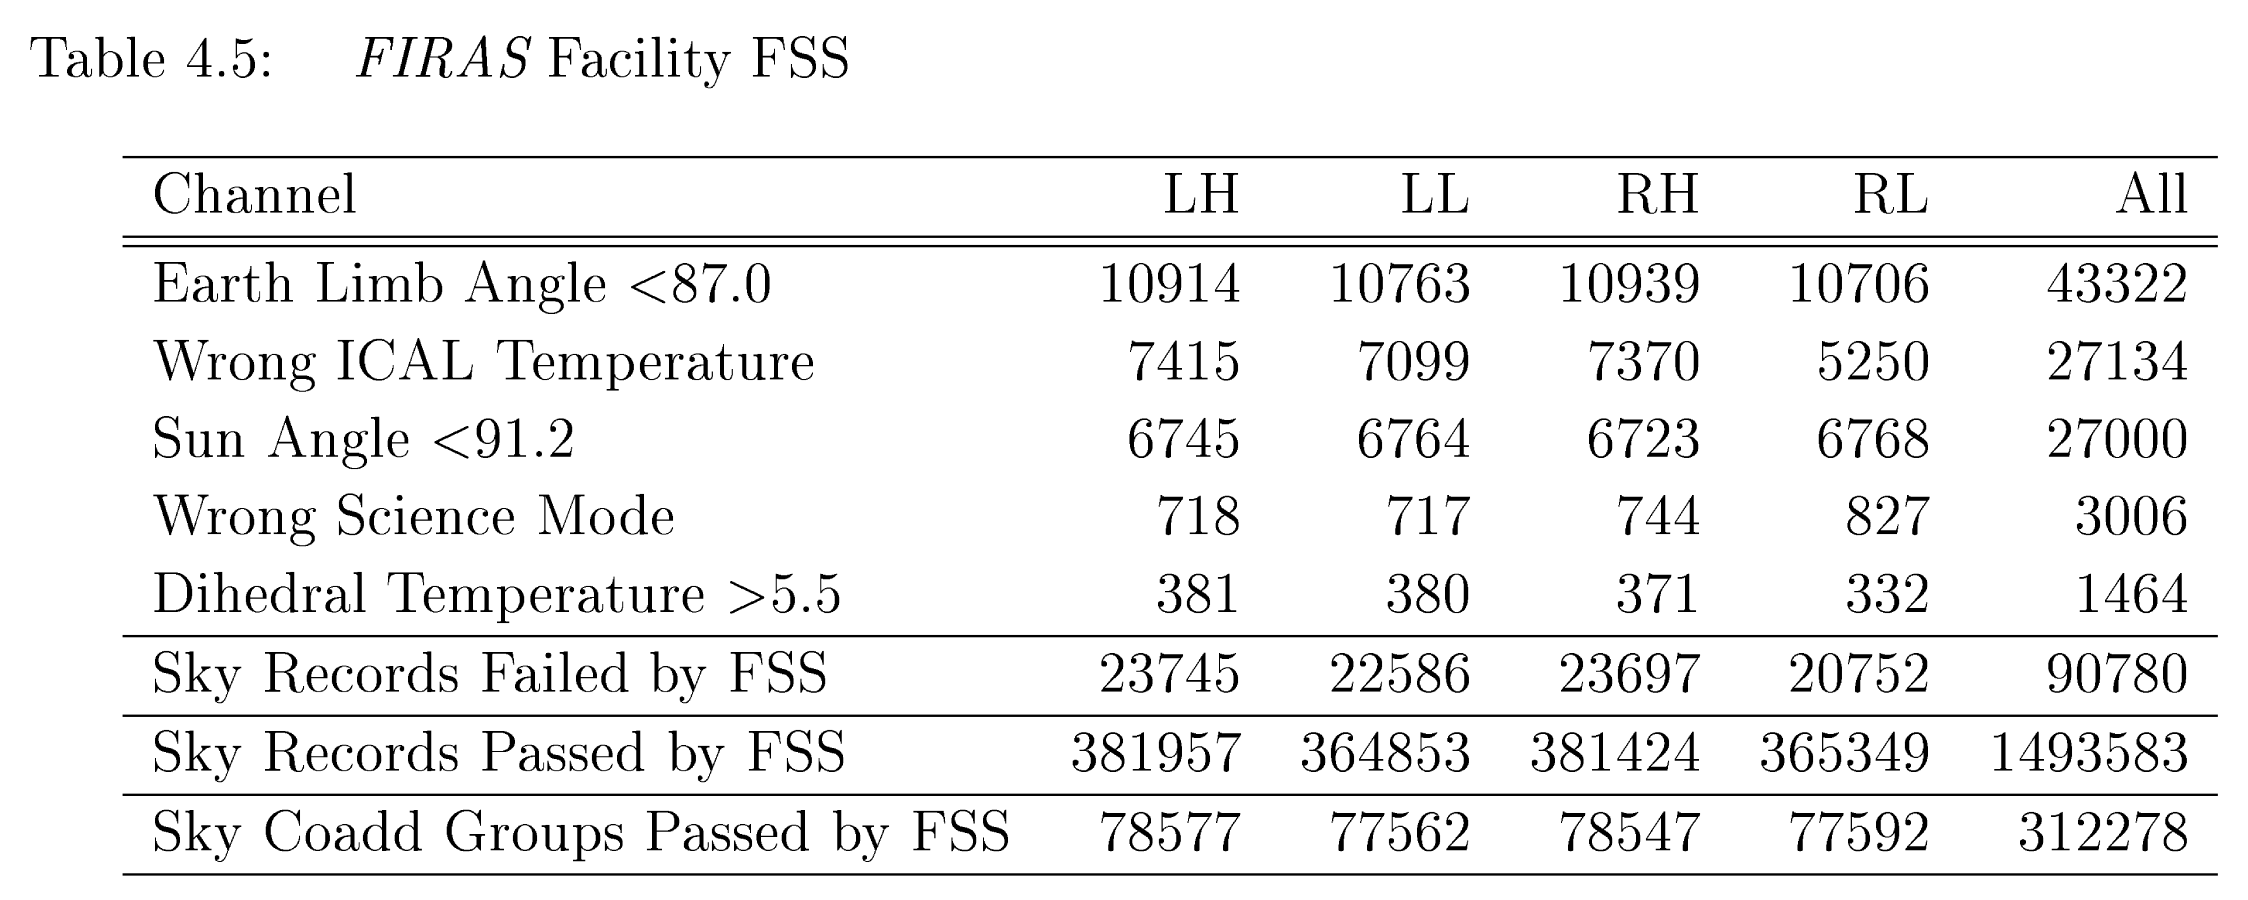 Table 4.5: FIRAS Facility FSS
Channel LH LL RH RL All
Earth Limb Angle <87.0 10914 10763 10939 10706 43322
Wrong ICAL Temperature 7415 7099 7370 5250 27134
Sun Angle <91.2 6745 6764 6723 6768 27000
Wrong Science Mode 718 717 744 827 3006
Dihedral Temperature >5.5 381 380 371 332 1464
Sky Records Failed by FSS 23745 22586 23697 20752 90780
Sky Records Passed by FSS 381957 364853 381424 365349 1493583
Sky Coadd Groups Passed by FSS 78577 77562 78547 77592 312278